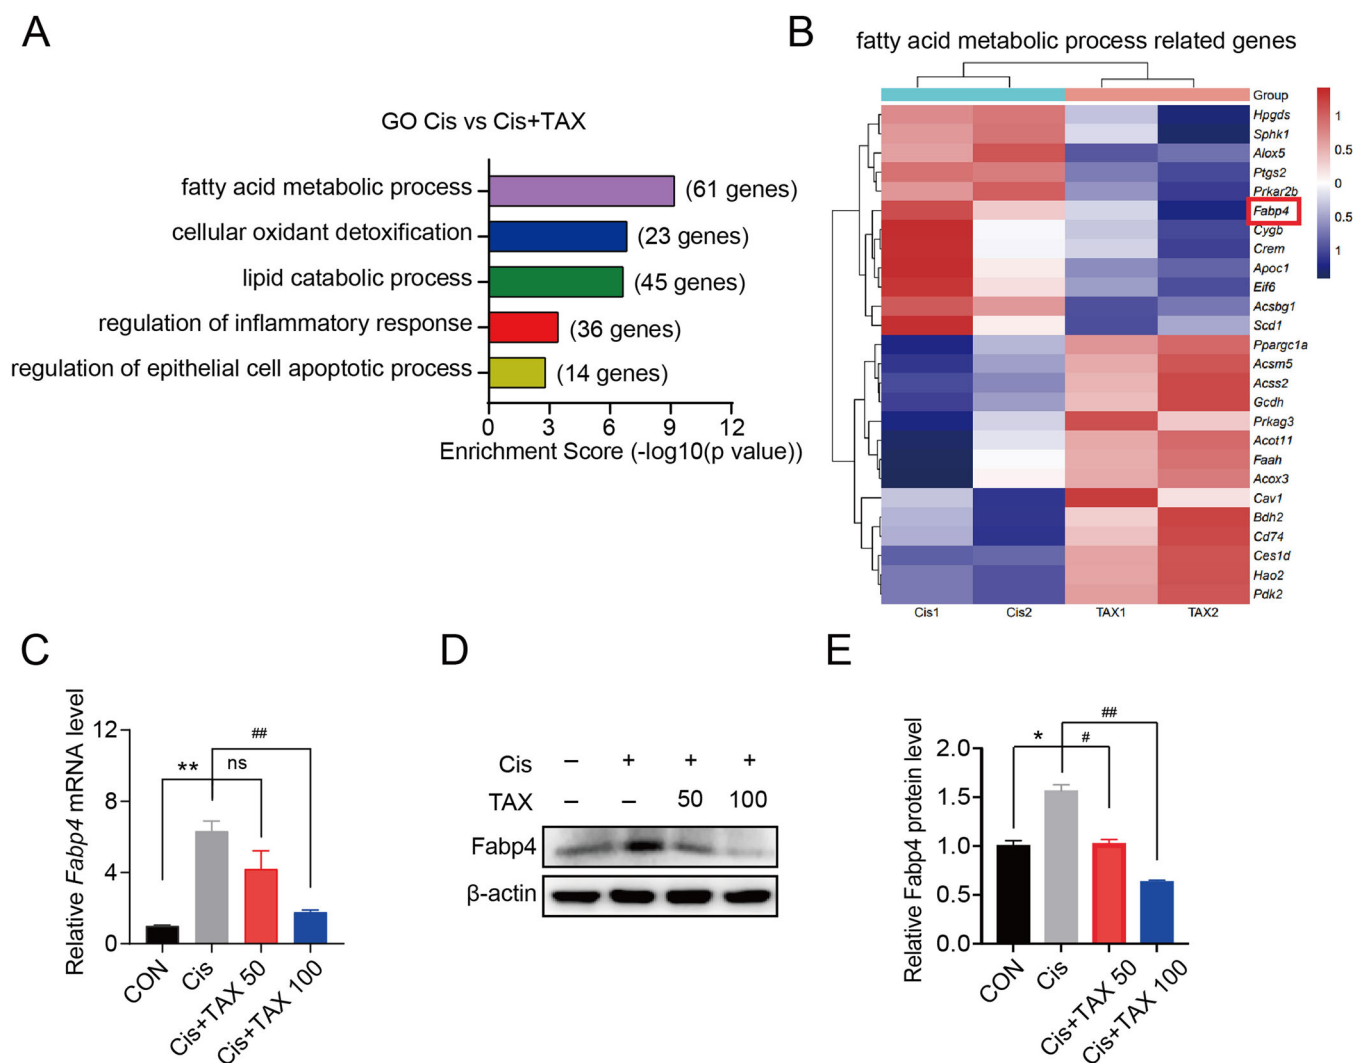 A
GO Cis vs Cis+TAX
fatty acid metabolic process (61 genes)
cellular oxidant detoxification (23 genes)
lipid catabolic process (45 genes)
regulation of inflammatory response (36 genes)
regulation of epithelial cell apoptotic process (14 genes)
0 3 6 9 12
Enrichment Score (-log10(p value))
B
fatty acid metabolic process related genes
Group
Hpgds
Sphk1
Alox5
Ptgs2
Prkar2b
Fabp4
Cygb
Crem
Apoc1
Eif6
Acsbg1
Scd1
Ppargc1a
Acsm5
Acss2
Gcdh
Prkag3
Acot11
Faah
Acox3
Cav1
Bdh2
Cd74
Ces1d
Hao2
Pdk2
Cis1 Cis2 TAX1 TAX2
1
0.5
0
0.5
1
C
Relative Fabp4 mRNA level
12
8
4
0
** ns ##
CON
Cis
Cis+TAX 50
Cis+TAX 100
D
Cis – + + +
TAX – – 50 100
Fabp4
β-actin
E
Relative Fabp4 protein level
2.0
1.5
1.0
0.5
0.0
* # ##
CON
Cis
Cis+TAX 50
Cis+TAX 100